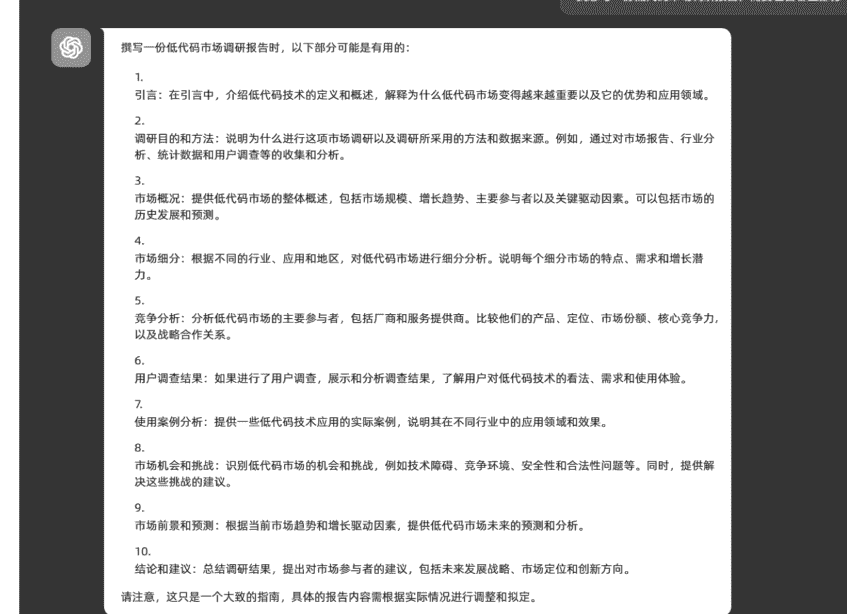 撰写一份低代码市场调研报告时，以下部分可能是有用的：
1.
引言：在引言中，介绍低代码技术的定义和概述，解释为什么低代码市场变得越来越重要以及它的优势和应用领域。
2.
调研目的和方法：说明为什么进行这项市场调研以及调研所采用的方法和数据来源。例如，通过对市场报告、行业分
析、统计数据和用户调查等的收集和分析。
3.
市场概况：提供低代码市场的整体概述，包括市场规模、增长趋势、主要参与者以及关键驱动因素。可以包括市场的
历史发展和预测。
4.
市场细分：根据不同的行业、应用和地区，对低代码市场进行细分分析。说明每个细分市场的特点、需求和增长潜
力。
5.
竞争分析：分析低代码市场的主要参与者，包括厂商和服务提供商。比较他们的产品、定位、市场份额、核心竞争力，
以及战略合作关系。
6.
用户调查结果：如果进行了用户调查，展示和分析调查结果，了解用户对低代码技术的看法、需求和使用体验。
7.
使用案例分析：提供一些低代码技术应用的实际案例，说明其在不同行业中的应用领域和效果。
8.
市场机会和挑战：识别低代码市场的机会和挑战，例如技术障碍、竞争环境、安全性和合法性问题等。同时，提供解
决这些挑战的建议。
9.
市场前景和预测：根据当前市场趋势和增长驱动因素，提供低代码市场未来的预测和分析。
10.
结论和建议：总结调研结果，提出对市场参与者的建议，包括未来发展战略、市场定位和创新方向。
请注意，这只是一个大致的指南，具体的报告内容需根据实际情况进行调整和拟定。